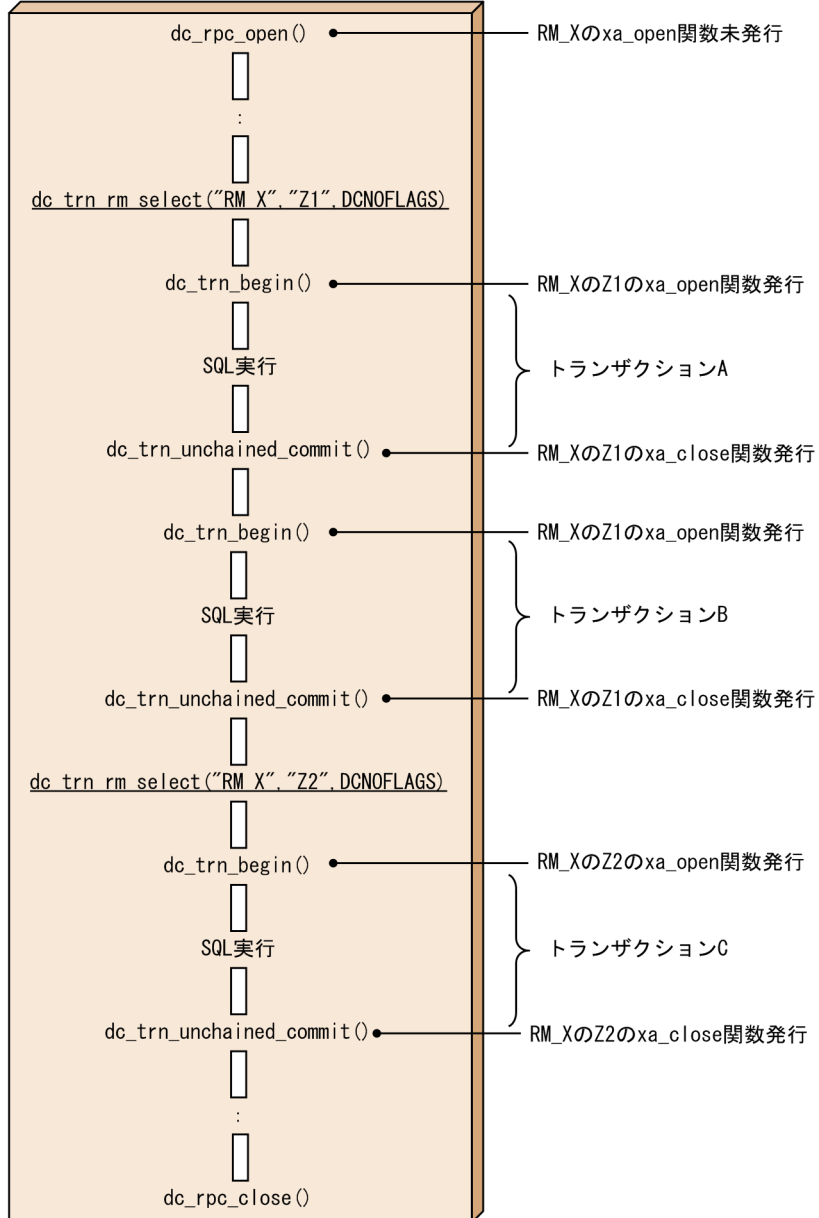 dc_rpc_open() RM_Xのxa_open関数未発行
:
dc_trn_rm_select("RM_X","Z1",DCNOFLAGS)
dc_trn_begin() RM_XのZ1のxa_open関数発行
SQL実行 トランザクションA
dc_trn_unchained_commit() RM_XのZ1のxa_close関数発行
dc_trn_begin() RM_XのZ1のxa_open関数発行
SQL実行 トランザクションB
dc_trn_unchained_commit() RM_XのZ1のxa_close関数発行
dc_trn_rm_select("RM_X","Z2",DCNOFLAGS)
dc_trn_begin() RM_XのZ2のxa_open関数発行
SQL実行 トランザクションC
dc_trn_unchained_commit() RM_XのZ2のxa_close関数発行
:
dc_rpc_close()